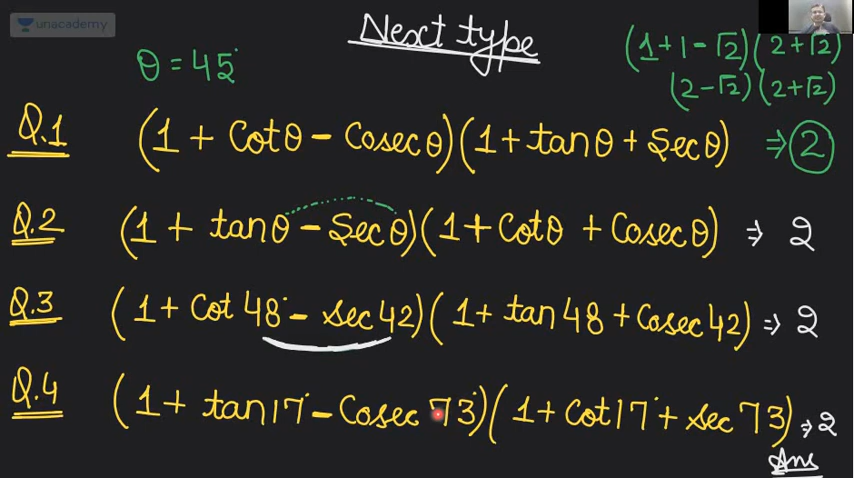 unacademy
Next type
θ = 45°
(1 + 1 - √2)(2 + √2)
(2 - √2)(2 + √2)
Q.1 (1 + Cotθ - Cosecθ)(1 + tanθ + Secθ) ⇒ 2
Q.2 (1 + tanθ - Secθ)(1 + Cotθ + Cosecθ) ⇒ 2
Q.3 (1 + Cot 48° - sec 42)(1 + tan 48 + Cosec 42) ⇒ 2
Q.4 (1 + tan 17° - Cosec 73°)(1 + Cot 17° + sec 73) ⇒ 2
Ans